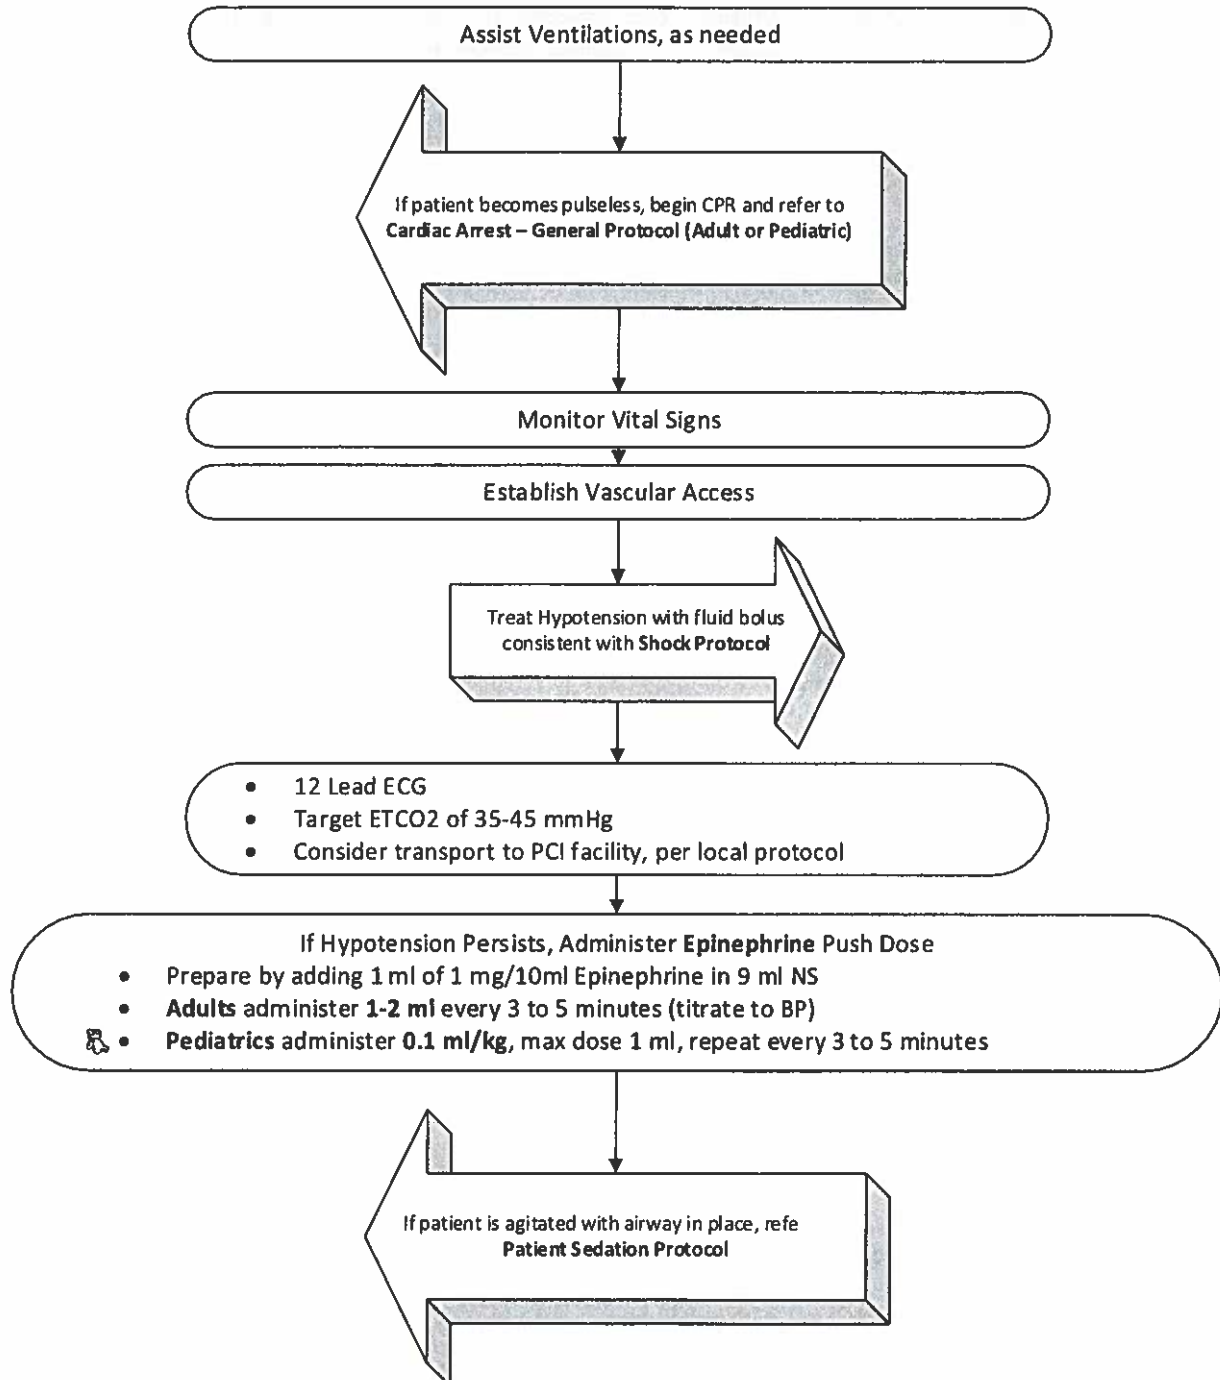 Assist Ventilations, as needed
If patient becomes pulseless, begin CPR and refer to
Cardiac Arrest – General Protocol (Adult or Pediatric)
Monitor Vital Signs
Establish Vascular Access
Treat Hypotension with fluid bolus
consistent with Shock Protocol
• 12 Lead ECG
• Target ETCO2 of 35-45 mmHg
• Consider transport to PCI facility, per local protocol
If Hypotension Persists, Administer Epinephrine Push Dose
• Prepare by adding 1 ml of 1 mg/10ml Epinephrine in 9 ml NS
• Adults administer 1-2 ml every 3 to 5 minutes (titrate to BP)
• Pediatrics administer 0.1 ml/kg, max dose 1 ml, repeat every 3 to 5 minutes
If patient is agitated with airway in place, refe
Patient Sedation Protocol